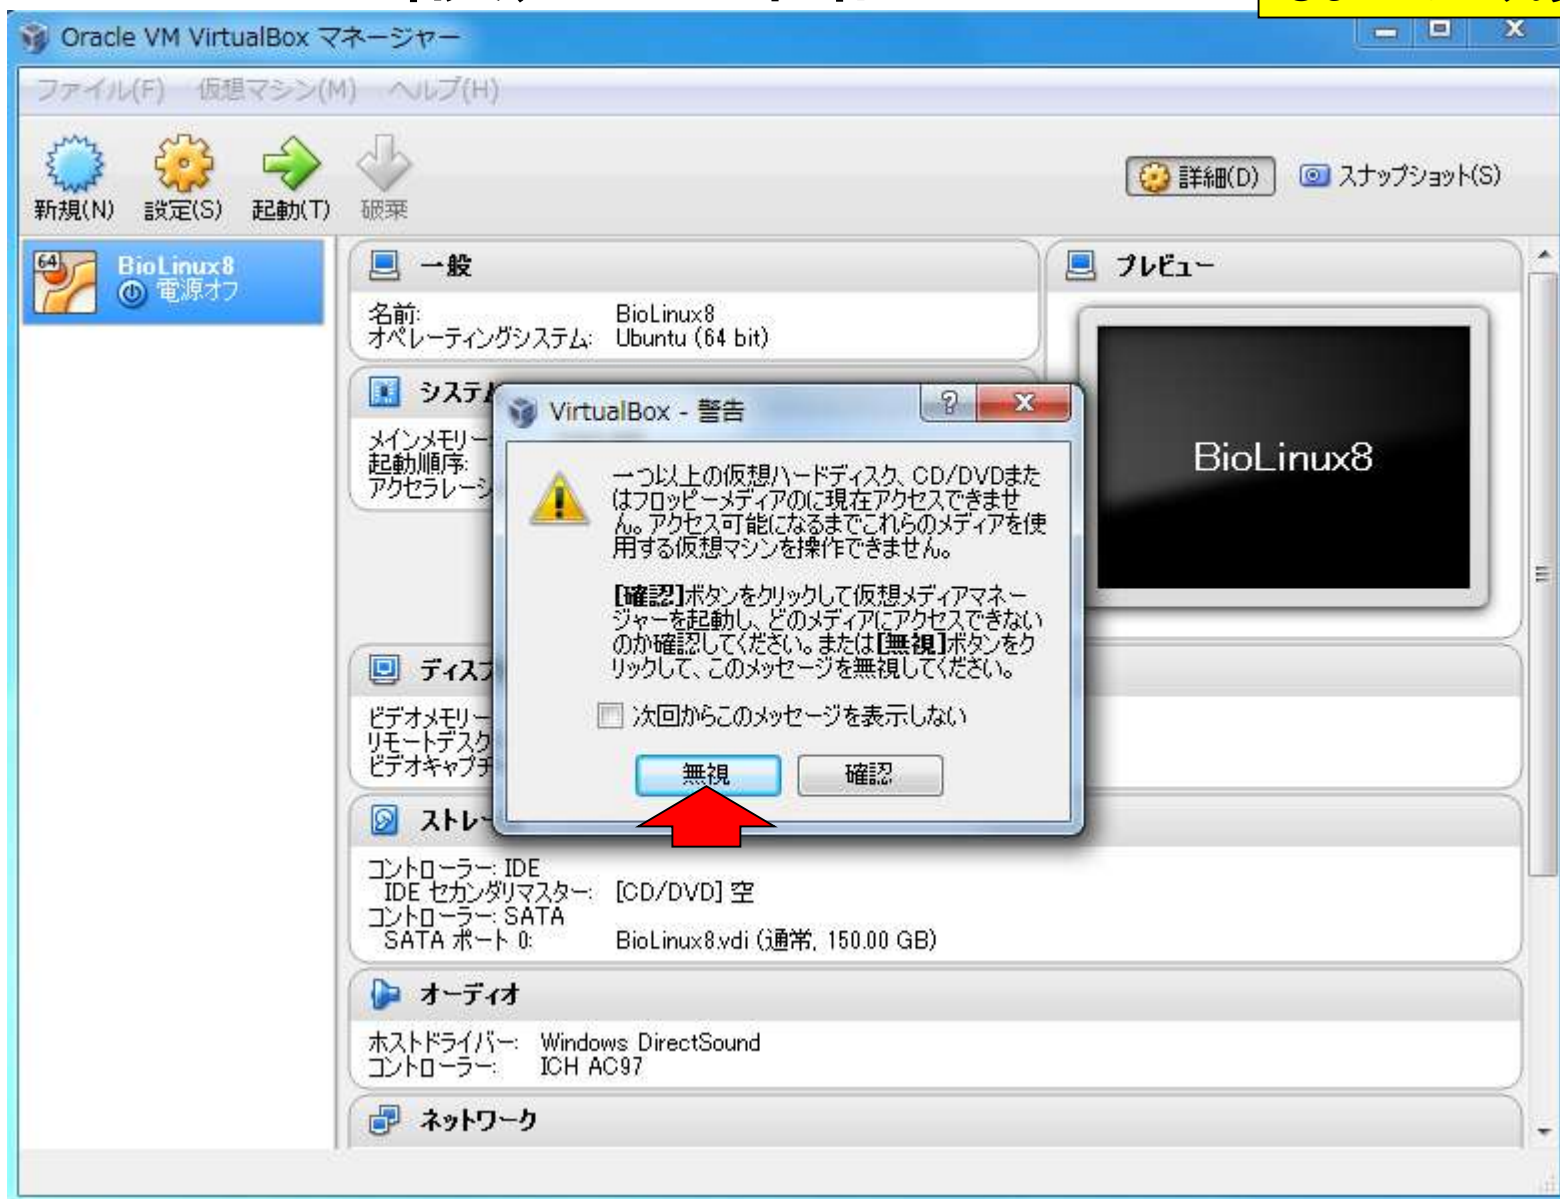 Oracle VM VirtualBox マネージャー
ファイル(F) 仮想マシン(M) ヘルプ(H)
新規(N) 設定(S) 起動(T) 破棄
詳細(D) スナップショット(S)
64 BioLinux8
電源オフ
一般
名前: BioLinux8
オペレーティングシステム: Ubuntu (64 bit)
プレビュー
BioLinux8
システム
メインメモリー:
起動順序:
アクセラレーシ
VirtualBox - 警告
一つ以上の仮想ハードディスク、CD/DVDまた
はフロッピーメディアのに現在アクセスできませ
ん。アクセス可能になるまでこれらのメディアを使
用する仮想マシンを操作できません。
[確認]ボタンをクリックして仮想メディアマネー
ジャーを起動し、どのメディアにアクセスできない
のか確認してください。または[無視]ボタンをク
リックして、このメッセージを無視してください。
次回からこのメッセージを表示しない
無視 確認
ディスプ
ビデオメモリー
リモートデスク
ビデオキャプチ
ストレー
コントローラー: IDE
IDE セカンダリマスター: [CD/DVD] 空
コントローラー: SATA
SATA ポート 0: BioLinux8.vdi (通常, 150.00 GB)
オーディオ
ホストドライバー: Windows DirectSound
コントローラー: ICH AC97
ネットワーク